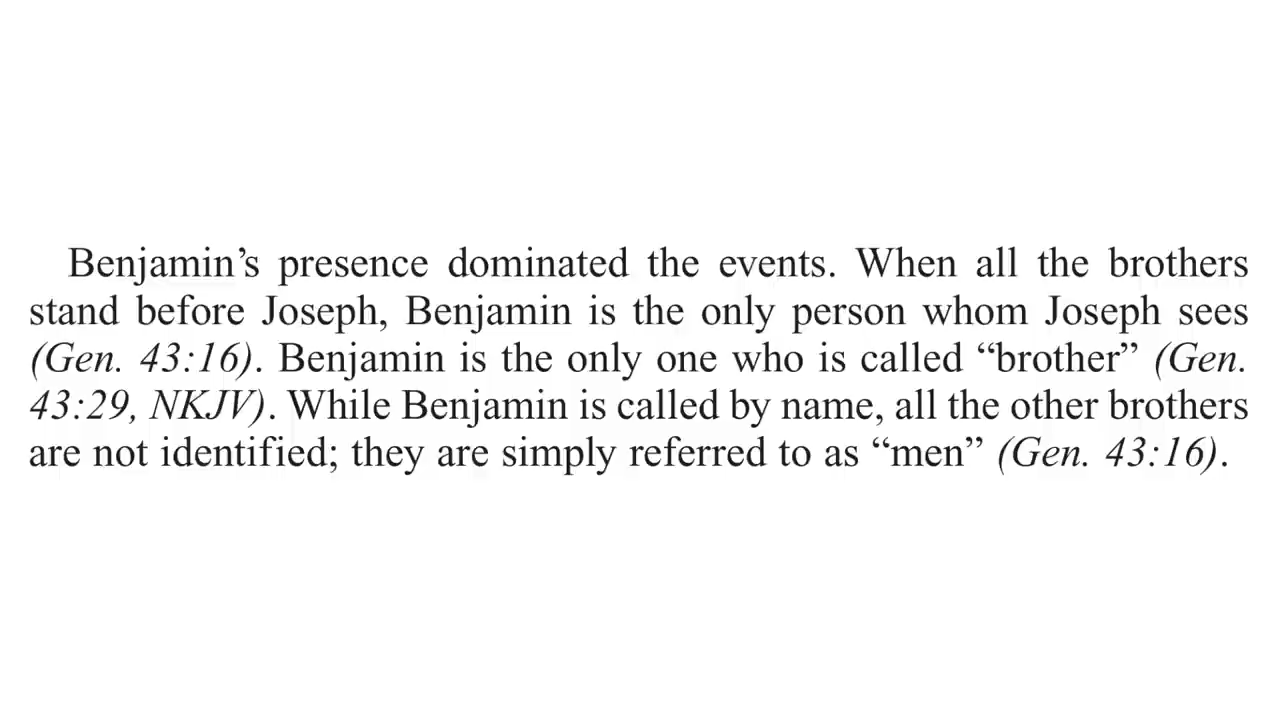 Benjamin’s presence dominated the events. When all the brothers
stand before Joseph, Benjamin is the only person whom Joseph sees
(Gen. 43:16). Benjamin is the only one who is called “brother” (Gen.
43:29, NKJV). While Benjamin is called by name, all the other brothers
are not identified; they are simply referred to as “men” (Gen. 43:16).